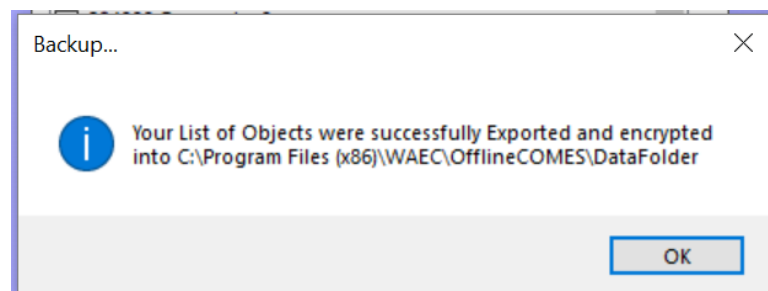 Backup...
Your List of Objects were successfully Exported and encrypted
into C:\Program Files (x86)\WAEC\OfflineCOMES\DataFolder
OK